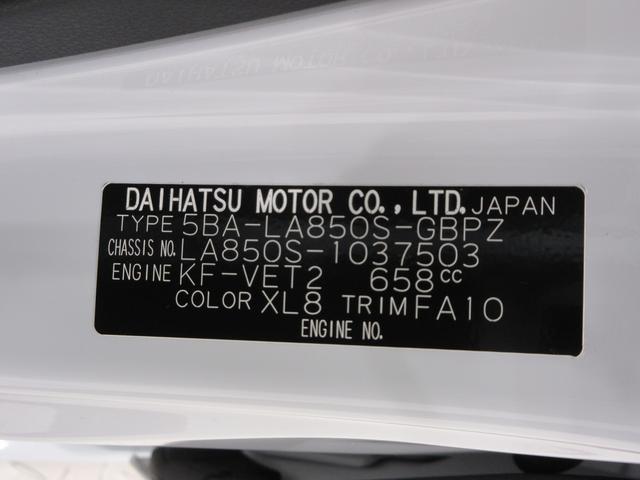 DAIHATSU MOTOR CO., LTD. JAPAN
TYPE 5BA-LA850S-GBPZ
CHASSIS NO. LA850S-1037503
ENGINE KF-VET2 658cc
COLOR XL8 TRIM FA10
ENGINE NO.